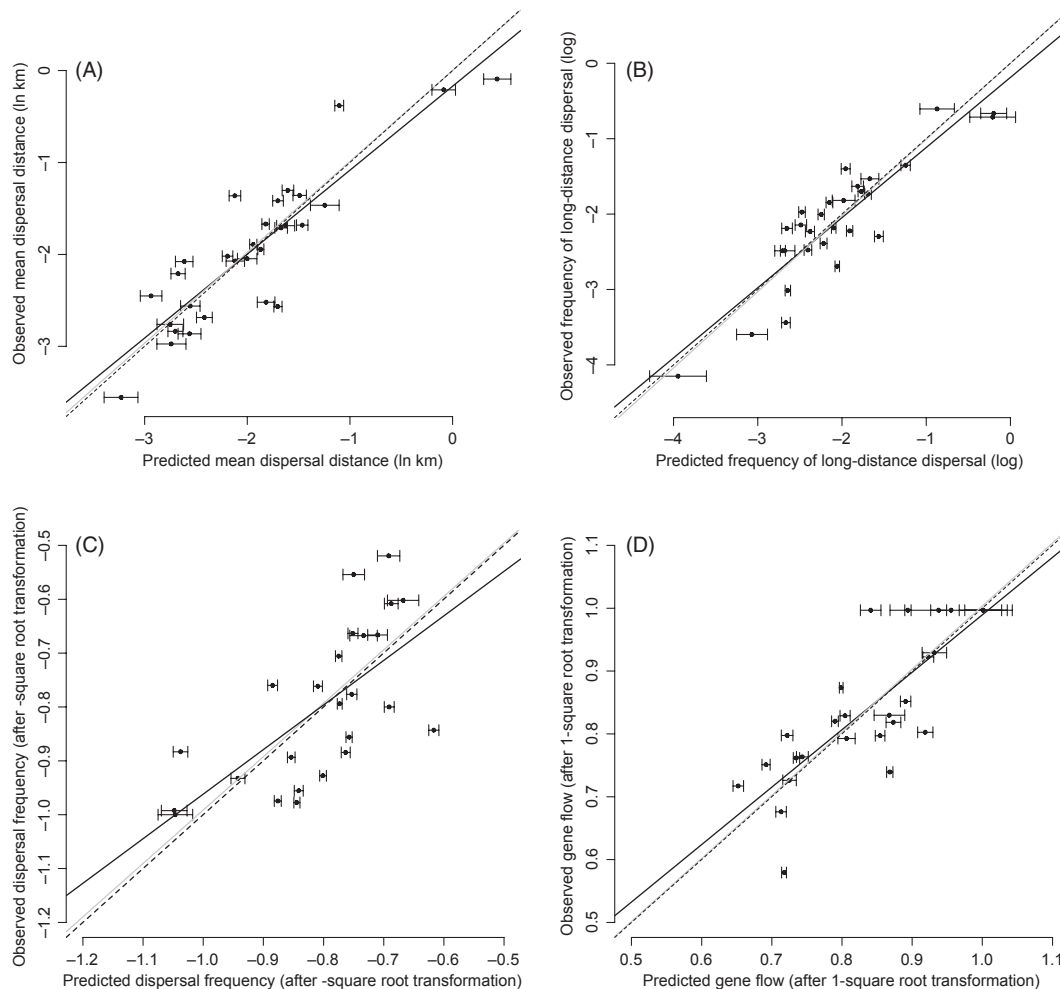 (A)
Observed mean dispersal distance (ln km)
0
−1
−2
−3
−3 −2 −1 0
Predicted mean dispersal distance (ln km)
(B)
Observed frequency of long-distance dispersal (log)
0
−1
−2
−3
−4
−4 −3 −2 −1 0
Predicted frequency of long-distance dispersal (log)
(C)
Observed dispersal frequency (after -square root transformation)
−0.5
−0.6
−0.7
−0.8
−0.9
−1.0
−1.1
−1.2
−1.2 −1.1 −1.0 −0.9 −0.8 −0.7 −0.6 −0.5
Predicted dispersal frequency (after -square root transformation)
(D)
Observed gene flow (after 1-square root transformation)
1.1
1.0
0.9
0.8
0.7
0.6
0.5
0.5 0.6 0.7 0.8 0.9 1.0 1.1
Predicted gene flow (after 1-square root transformation)